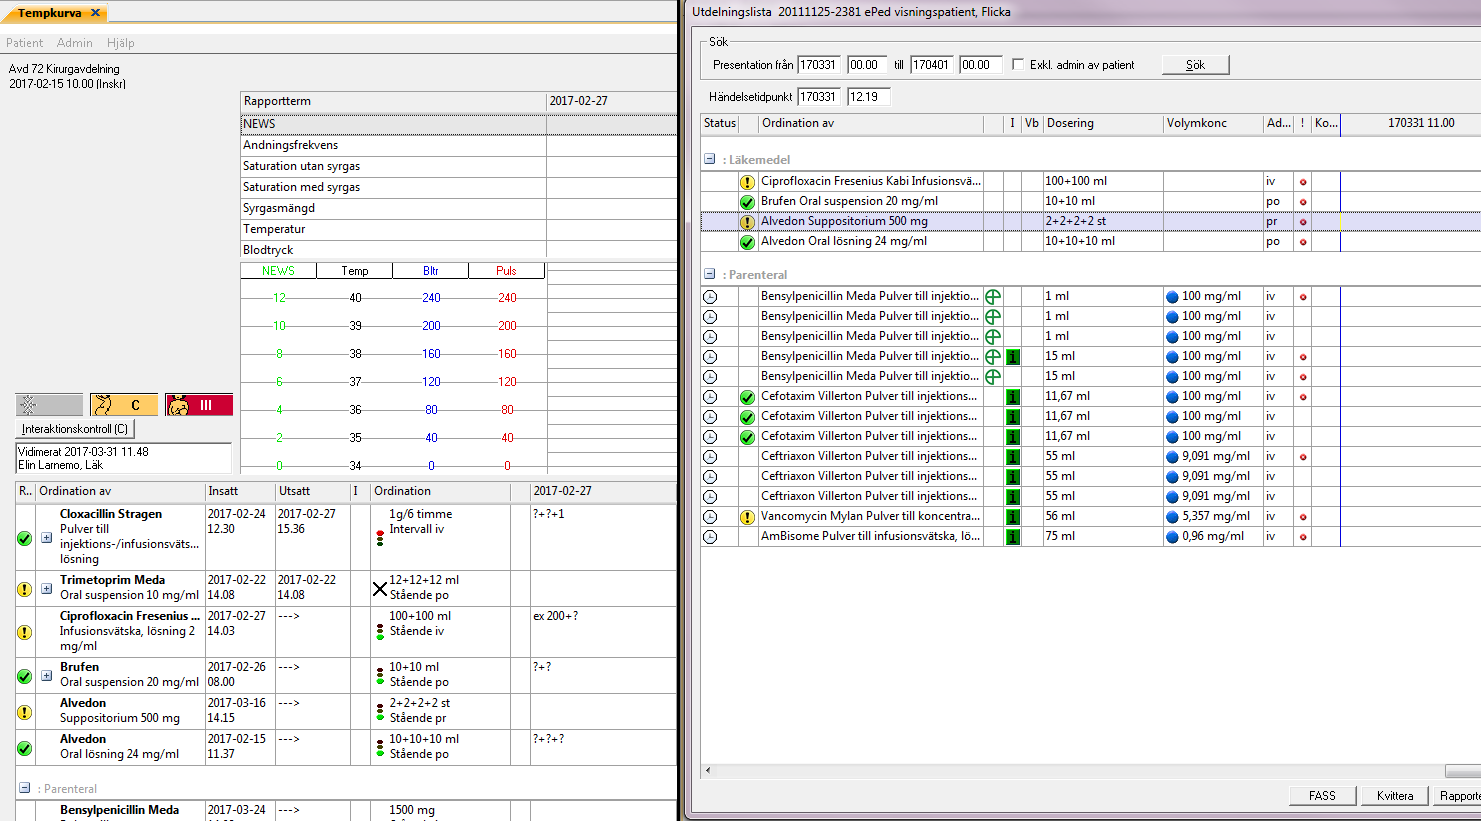 Tempkurva
Patient Admin Hjälp
Avd 72 Kirurgavdelning
2017-02-15 10.00 (Inskr)
Rapportterm 2017-02-27
NEWS
Andningsfrekvens
Saturation utan syrgas
Saturation med syrgas
Syrgasmängd
Temperatur
Blodtryck
NEWS Temp Bltr Puls
12 40 240 240
10 39 200 200
8 38 160 160
6 37 120 120
4 36 80 80
2 35 40 40
0 34 0 0
C III
Interaktionskontroll (C)
Vidimerat 2017-03-31 11.48
Elin Larnemo, Läk
R.. Ordination av Insatt Utsatt I Ordination 2017-02-27
Cloxacillin Stragen 2017-02-24 2017-02-27 1g/6 timme ?+?+1
Pulver till 12.30 15.36 Intervall iv
injektions-/infusionsväts...
lösning
Trimetoprim Meda 2017-02-22 2017-02-22 12+12+12 ml
Oral suspension 10 mg/ml 14.08 14.08 Stående po
Ciprofloxacin Fresenius ... 2017-02-27 ---> 100+100 ml ex 200+?
Infusionsvätska, lösning 2 14.03 Stående iv
mg/ml
Brufen 2017-02-26 ---> 10+10 ml ?+?
Oral suspension 20 mg/ml 08.00 Stående po
Alvedon 2017-03-16 ---> 2+2+2+2 st
Suppositorium 500 mg 14.15 Stående pr
Alvedon 2017-02-15 ---> 10+10+10 ml ?+?+?
Oral lösning 24 mg/ml 11.37 Stående po
: Parenteral
Bensylpenicillin Meda 2017-03-24 ---> 1500 mg
Utdelningslista 20111125-2381 ePed visningspatient, Flicka
Sök
Presentation från 170331 00.00 till 170401 00.00 Exkl. admin av patient Sök
Händelsetidpunkt 170331 12.19
Status Ordination av I Vb Dosering Volymkonc Ad... ! Ko... 170331 11.00
: Läkemedel
Ciprofloxacin Fresenius Kabi Infusionsvä... 100+100 ml iv
Brufen Oral suspension 20 mg/ml 10+10 ml po
Alvedon Suppositorium 500 mg 2+2+2+2 st pr
Alvedon Oral lösning 24 mg/ml 10+10+10 ml po
: Parenteral
Bensylpenicillin Meda Pulver till injektio... 1 ml 100 mg/ml iv
Bensylpenicillin Meda Pulver till injektio... 1 ml 100 mg/ml iv
Bensylpenicillin Meda Pulver till injektio... 1 ml 100 mg/ml iv
Bensylpenicillin Meda Pulver till injektio... i 15 ml 100 mg/ml iv
Bensylpenicillin Meda Pulver till injektio... 15 ml 100 mg/ml iv
Cefotaxim Villerton Pulver till injektions... i 11,67 ml 100 mg/ml iv
Cefotaxim Villerton Pulver till injektions... i 11,67 ml 100 mg/ml iv
Cefotaxim Villerton Pulver till injektions... i 11,67 ml 100 mg/ml iv
Ceftriaxon Villerton Pulver till injektions... i 55 ml 9,091 mg/ml iv
Ceftriaxon Villerton Pulver till injektions... i 55 ml 9,091 mg/ml iv
Ceftriaxon Villerton Pulver till injektions... i 55 ml 9,091 mg/ml iv
Vancomycin Mylan Pulver till koncentra... i 56 ml 5,357 mg/ml iv
AmBisome Pulver till infusionsvätska, lö... i 75 ml 0,96 mg/ml iv
FASS Kvittera Rapporte